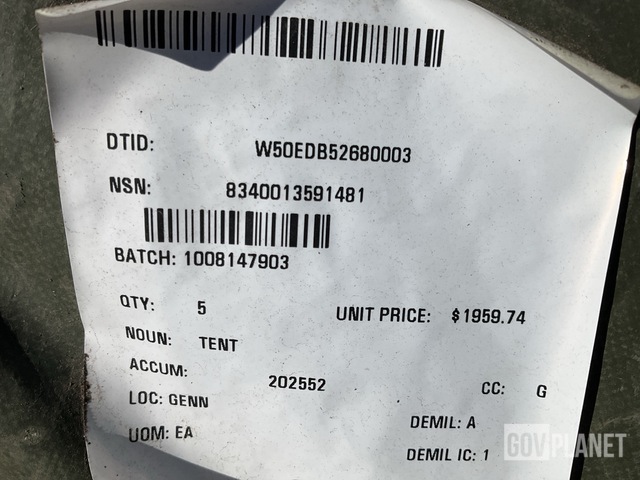 DTID: W50EDB52680003
NSN: 8340013591481
BATCH: 1008147903
QTY: 5 UNIT PRICE: $1959.74
NOUN: TENT
ACCUM: 202552 CC: G
LOC: GENN DEMIL: A
UOM: EA DEMIL IC: 1
GOVPLANET